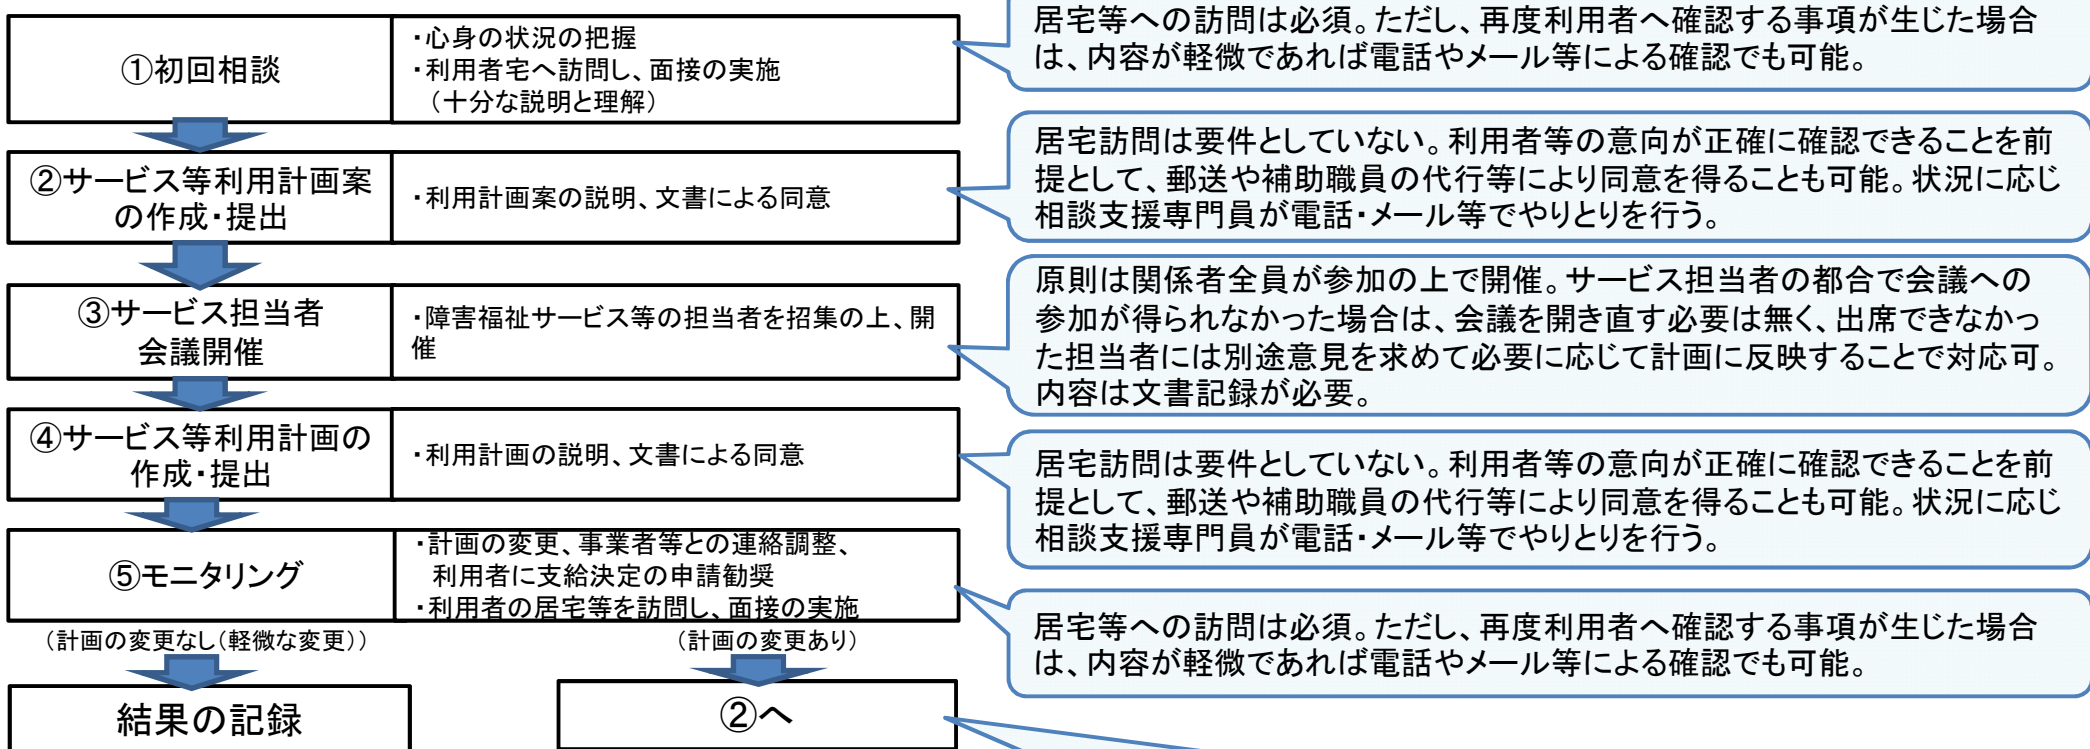 ①初回相談
・心身の状況の把握
・利用者宅へ訪問し、面接の実施
（十分な説明と理解）
居宅等への訪問は必須。ただし、再度利用者へ確認する事項が生じた場合
は、内容が軽微であれば電話やメール等による確認でも可能。
②サービス等利用計画案
の作成・提出
・利用計画案の説明、文書による同意
居宅訪問は要件としていない。利用者等の意向が正確に確認できることを前
提として、郵送や補助職員の代行等により同意を得ることも可能。状況に応じ
相談支援専門員が電話・メール等でやりとりを行う。
③サービス担当者
会議開催
・障害福祉サービス等の担当者を招集の上、開
催
原則は関係者全員が参加の上で開催。サービス担当者の都合で会議への
参加が得られなかった場合は、会議を開き直す必要は無く、出席できなかっ
た担当者には別途意見を求めて必要に応じて計画に反映することで対応可。
内容は文書記録が必要。
④サービス等利用計画の
作成・提出
・利用計画の説明、文書による同意
居宅訪問は要件としていない。利用者等の意向が正確に確認できることを前
提として、郵送や補助職員の代行等により同意を得ることも可能。状況に応じ
相談支援専門員が電話・メール等でやりとりを行う。
⑤モニタリング
・計画の変更、事業者等との連絡調整、
利用者に支給決定の申請勧奨
・利用者の居宅等を訪問し、面接の実施
居宅等への訪問は必須。ただし、再度利用者へ確認する事項が生じた場合
は、内容が軽微であれば電話やメール等による確認でも可能。
（計画の変更なし（軽微な変更））
（計画の変更あり）
結果の記録
②へ